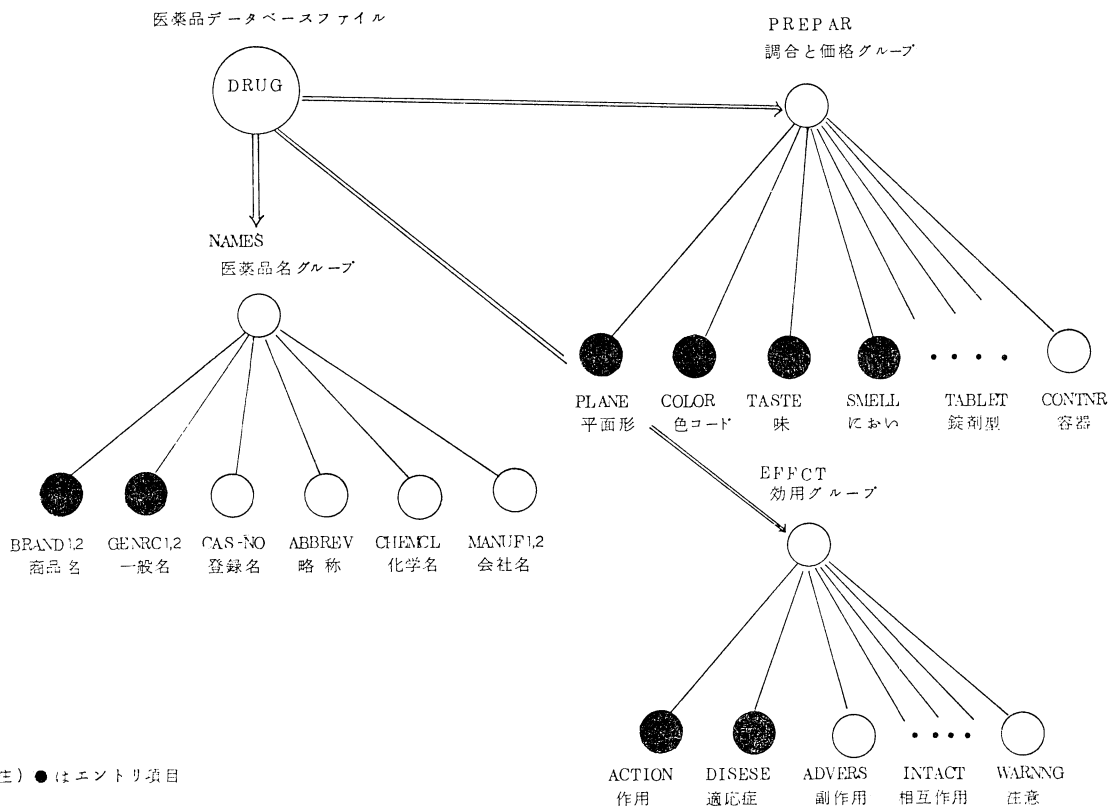 医薬品データベースファイル
DRUG
PREPAR
調合と価格グループ
NAMES
医薬品名グループ
PLANE COLOR TASTE SMELL TABLET CONTNR
平面形 色コード 味 におい 錠剤型 容器
EFFCT
効用グループ
BRAND1,2 GENRC1,2 CAS-NO ABBREV CHEMCL MANUF1,2
商品名 一般名 登録名 略称 化学名 会社名
ACTION DISESE ADVERS INTACT WARNNG
作用 適応症 副作用 相互作用 注意
注) ● はエントリ項目